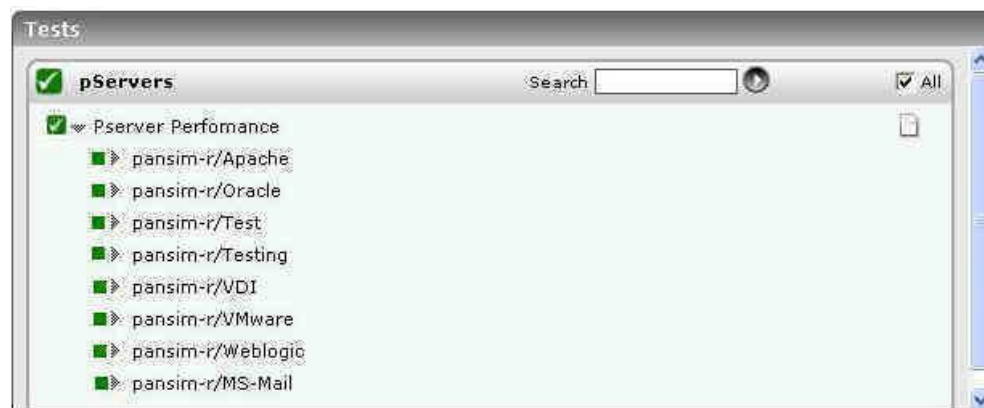 Tests
pServers Search All
Pserver Perfomance
pansim-r/Apache
pansim-r/Oracle
pansim-r/Test
pansim-r/Testing
pansim-r/VDI
pansim-r/VMware
pansim-r/Weblogic
pansim-r/MS-Mail